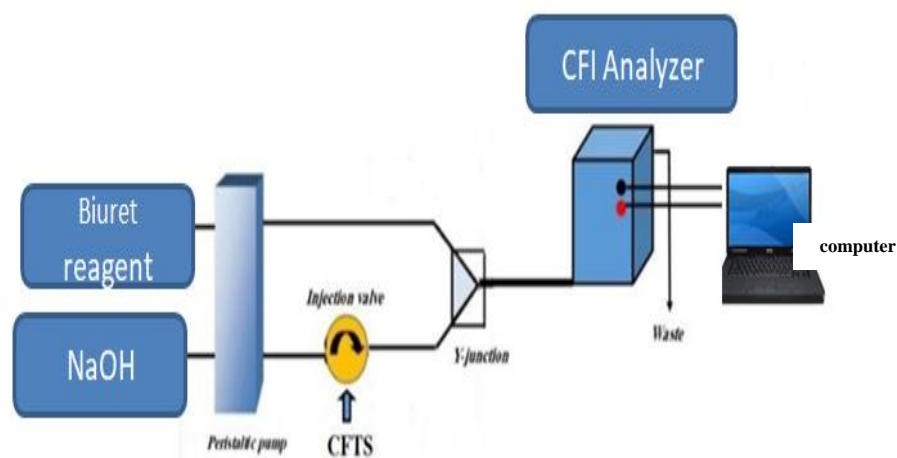 CFI Analyzer
Biuret
reagent
computer
Injection valve
Y-junction
Waste
NaOH
Peristaltic pump
CFTS